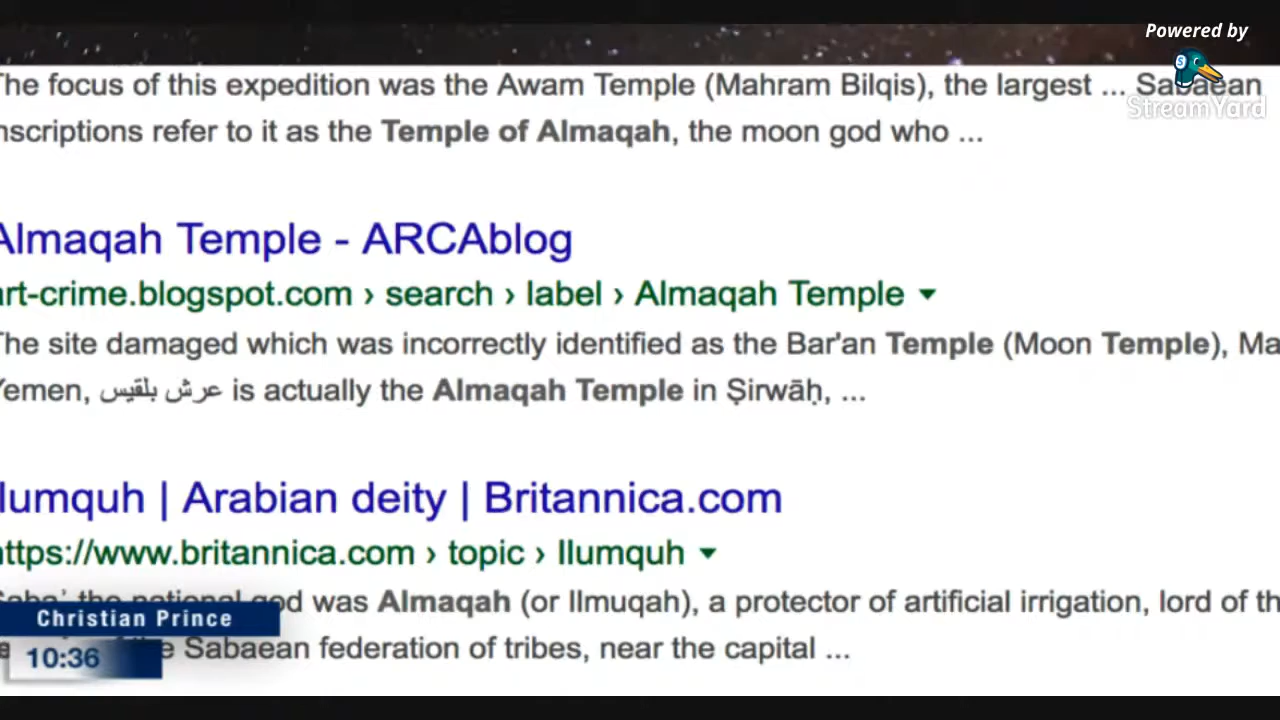 Powered by
StreamYard
The focus of this expedition was the Awam Temple (Mahram Bilqis), the largest ... Sabaean
nscriptions refer to it as the Temple of Almaqah, the moon god who ...
Almaqah Temple - ARCAblog
art-crime.blogspot.com › search › label › Almaqah Temple
The site damaged which was incorrectly identified as the Bar'an Temple (Moon Temple), Ma
Yemen, عرش بلقيس is actually the Almaqah Temple in Ṣirwāḥ, ...
lumquh | Arabian deity | Britannica.com
https://www.britannica.com › topic › Ilumquh
Saba' the national god was Almaqah (or Ilmuqah), a protector of artificial irrigation, lord of th
Sabaean federation of tribes, near the capital ...
Christian Prince
10:36